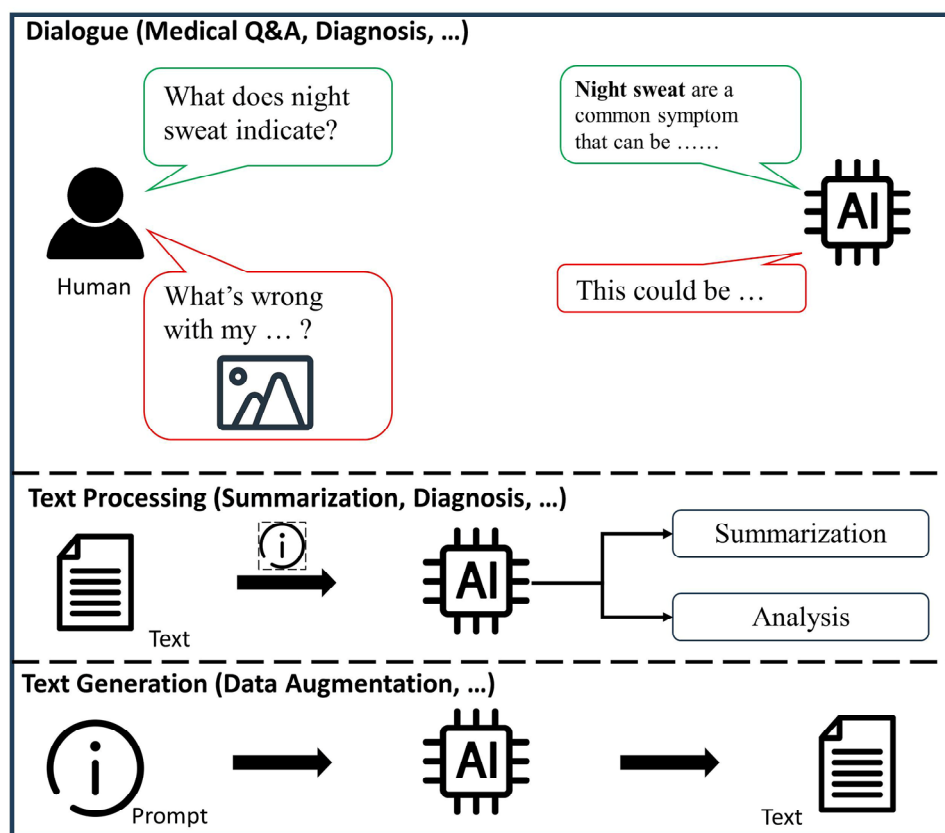 Dialogue (Medical Q&A, Diagnosis, ...)
What does night
sweat indicate?
Night sweat are a
common symptom
that can be ......
AI
Human
What's wrong
with my ... ?
This could be ...
Text Processing (Summarization, Diagnosis, ...)
i
Text
AI
Summarization
Analysis
Text Generation (Data Augmentation, ...)
i
Prompt
AI
Text